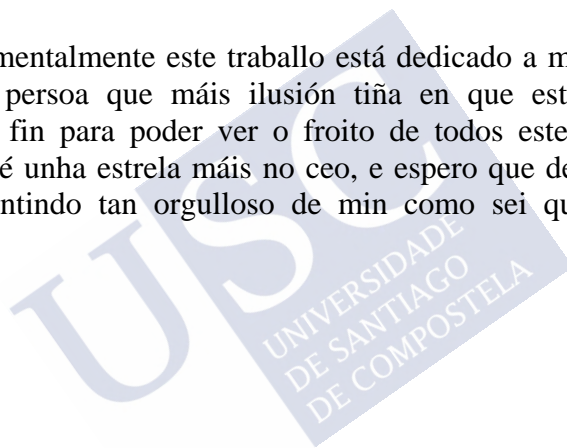 mentalmente este traballo está dedicado a m
persoa que máis ilusión tiña en que est
fin para poder ver o froito de todos este
é unha estrela máis no ceo, e espero que de
ntindo tan orgulloso de min como sei qu
USC
UNIVERSIDADE
DE SANTIAGO
DE COMPOSTELA